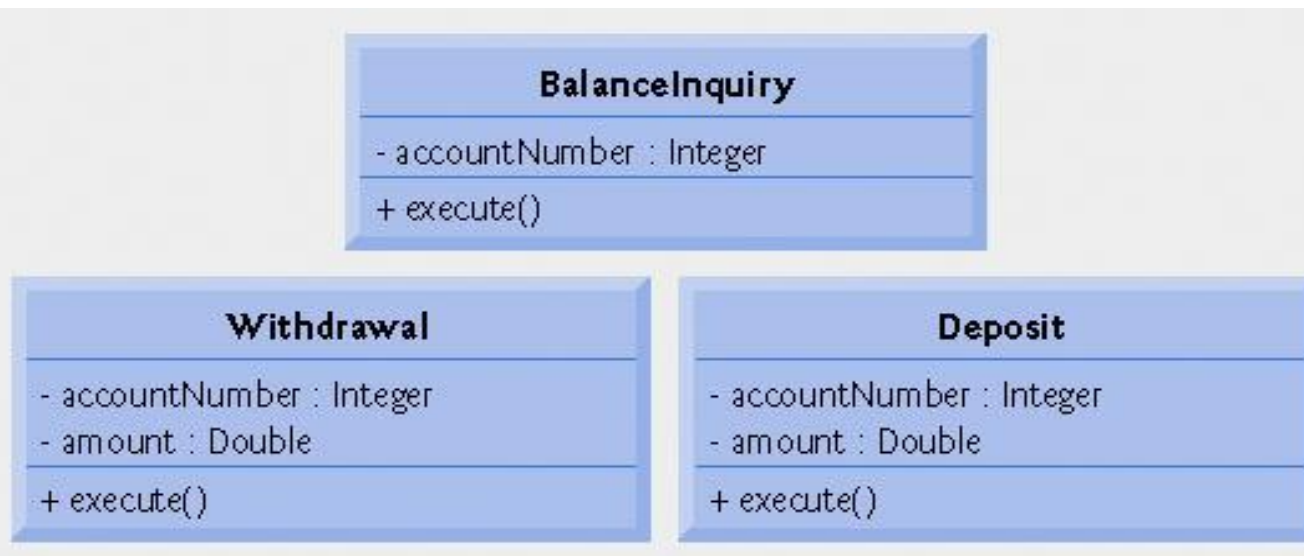 BalanceInquiry
- accountNumber : Integer
+ execute()
Withdrawal
- accountNumber : Integer
- amount : Double
+ execute()
Deposit
- accountNumber : Integer
- amount : Double
+ execute()